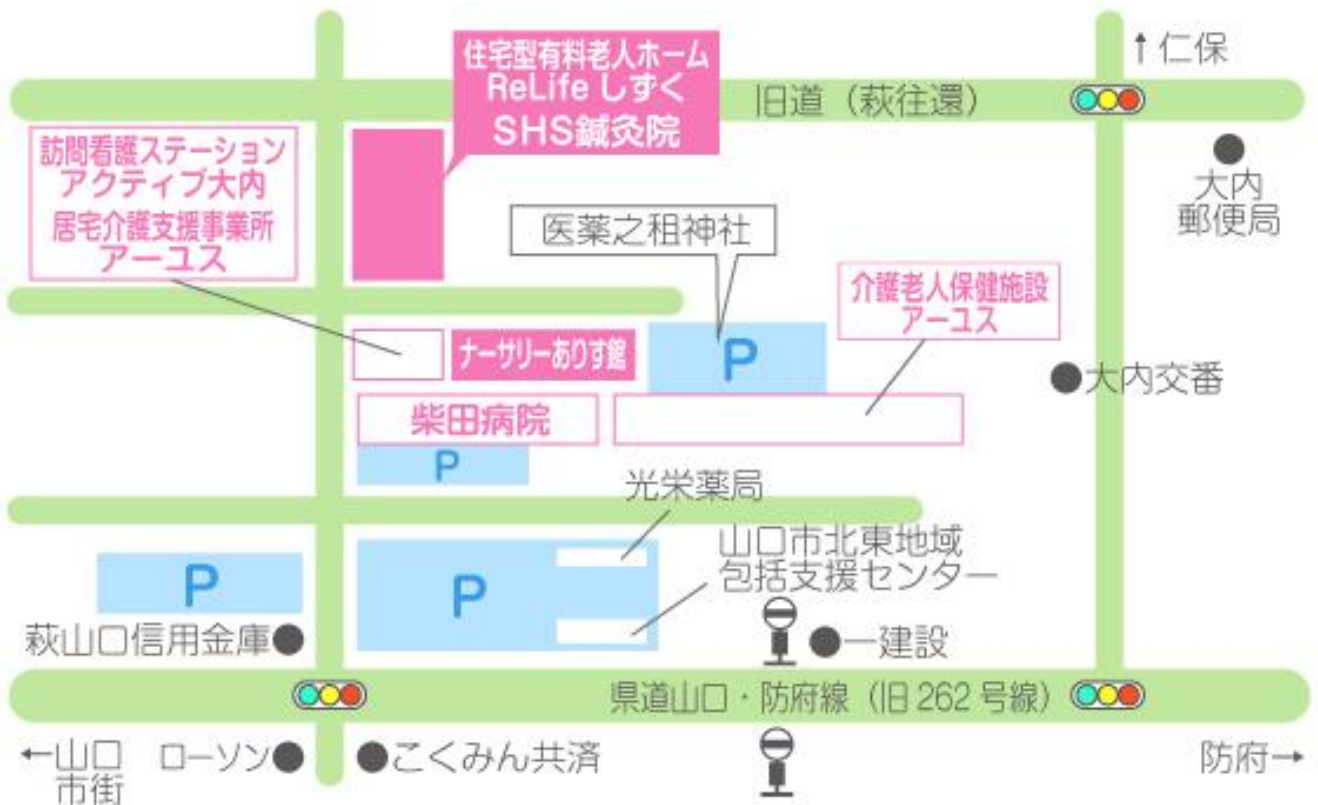 住宅型有料老人ホーム
ReLife しずく
SHS鍼灸院
↑仁保
旧道（萩往還）
訪問看護ステーション
アクティブ大内
居宅介護支援事業所
アーユス
大内
郵便局
医薬之祖神社
介護老人保健施設
アーユス
ナーサリーありす館
P
●大内交番
柴田病院
P
光栄薬局
山口市北東地域
包括支援センター
P
P
萩山口信用金庫●
●一建設
県道山口・防府線（旧262号線）
←山口
市街
ローソン●
●こくみん共済
防府→